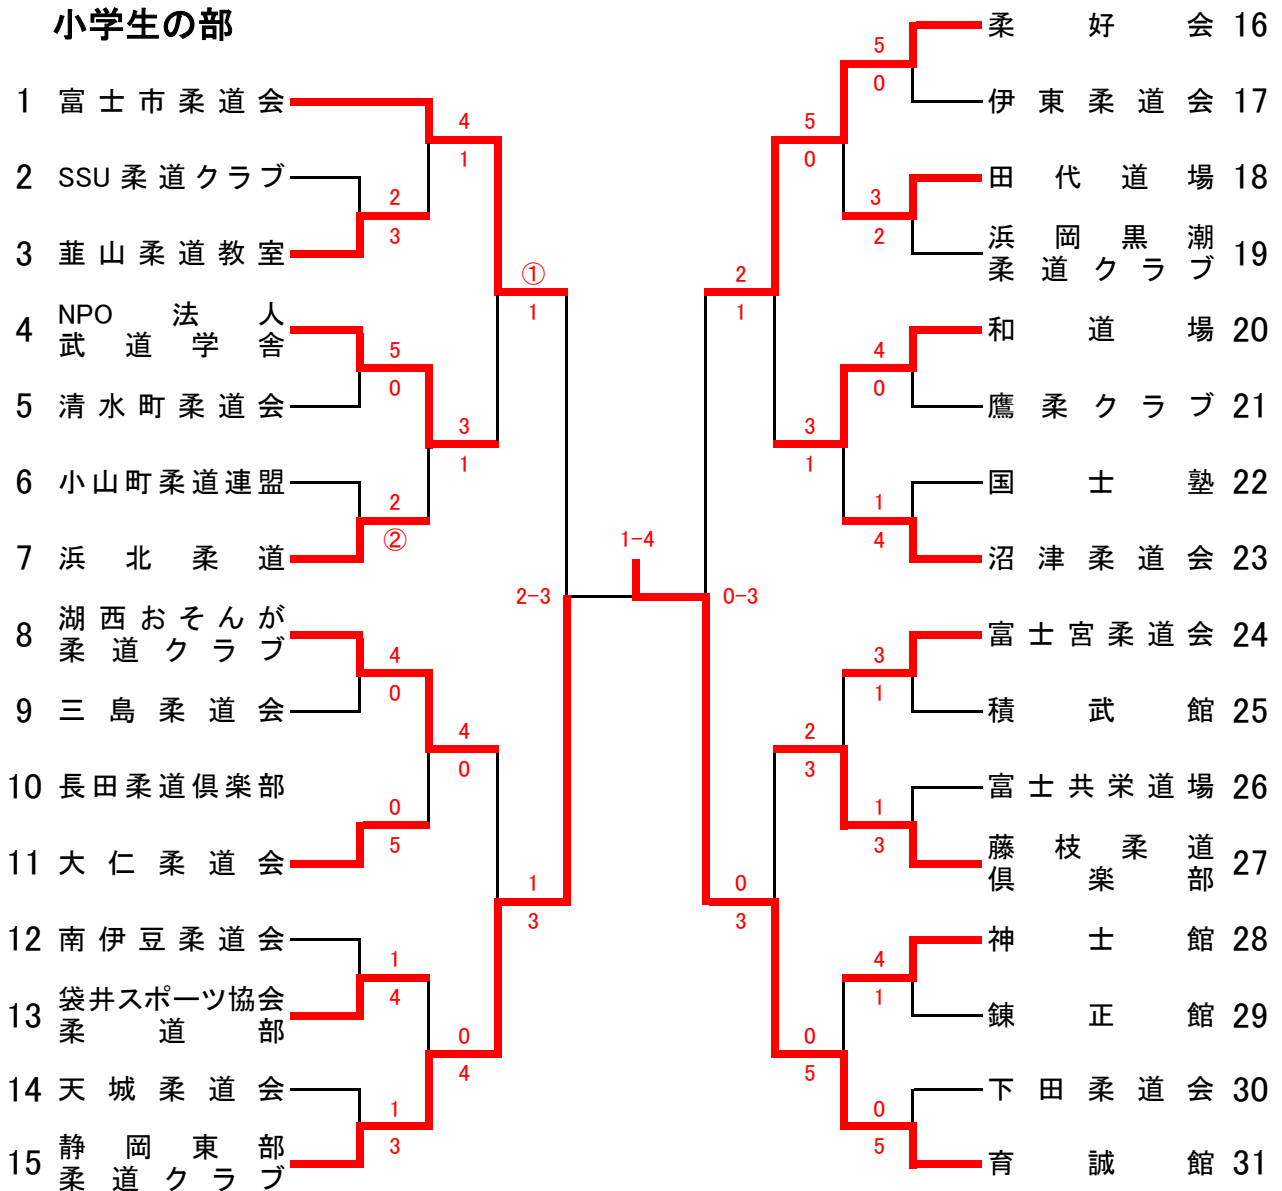 小学生の部
1 富士市柔道会
2 SSU 柔道クラブ
3 韮山柔道教室
4 NPO 法人
武道学舎
5 清水町柔道会
6 小山町柔道連盟
7 浜北柔道
8 湖西おそんが
柔道クラブ
9 三島柔道会
10 長田柔道倶楽部
11 大仁柔道会
12 南伊豆柔道会
13 袋井スポーツ協会
柔道部
14 天城柔道会
15 静岡東部
柔道クラブ
4
1
2
3
①
1
5
0
3
1
2
②
2-3
4
0
4
0
0
5
1
3
1
4
0
4
1
3
1-4
0-3
5
0
5
0
3
2
2
1
4
0
3
1
1
4
3
1
2
3
1
3
0
3
4
1
0
5
0
5
柔好会 16
伊東柔道会 17
田代道場 18
浜岡黒潮
柔道クラブ 19
和道場 20
鷹柔クラブ 21
国士塾 22
沼津柔道会 23
富士宮柔道会 24
積武館 25
富士共栄道場 26
藤枝柔道
倶楽部 27
神士館 28
錬正館 29
下田柔道会 30
育誠館 31